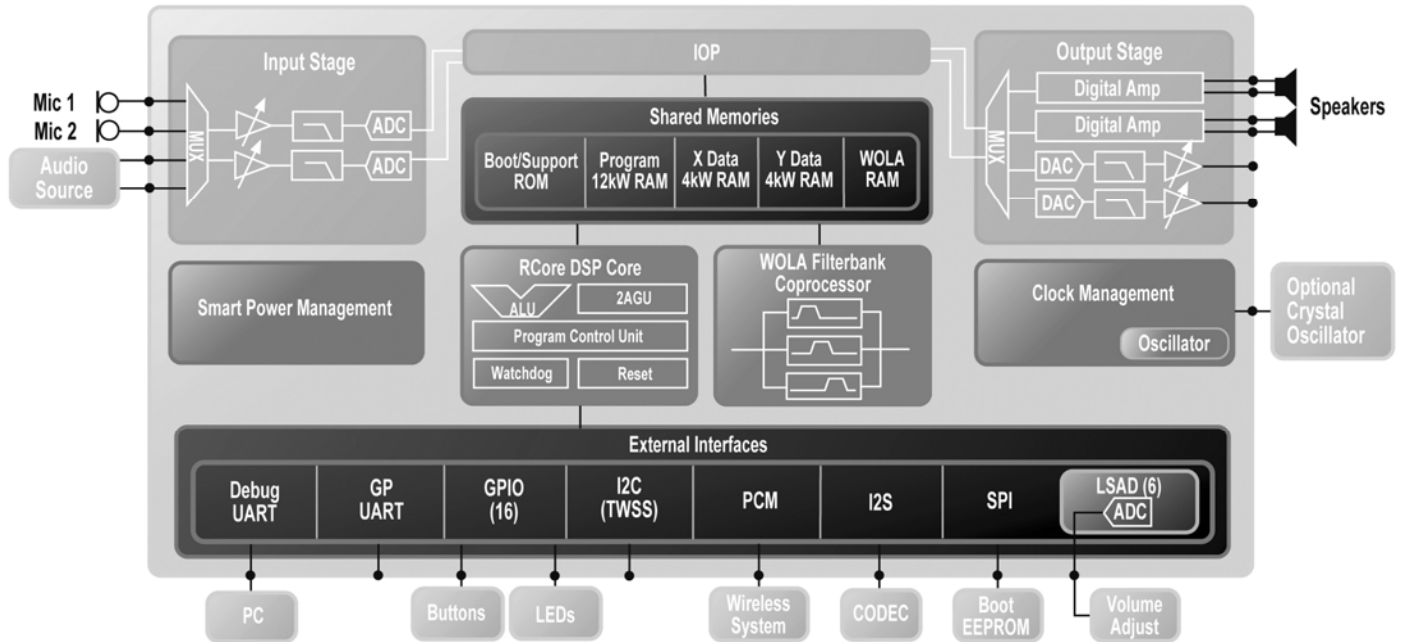 Input Stage
Mic 1
Mic 2
Audio
Source
MUX
ADC
ADC
IOP
Shared Memories
Boot/Support
ROM
Program
12kW RAM
X Data
4kW RAM
Y Data
4kW RAM
WOLA
RAM
Output Stage
MUX
Digital Amp
Digital Amp
DAC
DAC
Speakers
Smart Power Management
RCore DSP Core
ALU
2AGU
Program Control Unit
Watchdog
Reset
WOLA Filterbank
Coprocessor
Clock Management
Oscillator
Optional
Crystal
Oscillator
External Interfaces
Debug
UART
GP
UART
GPIO
(16)
I2C
(TWSS)
PCM
I2S
SPI
LSAD (6)
ADC
PC
Buttons
LEDs
Wireless
System
CODEC
Boot
EEPROM
Volume
Adjust